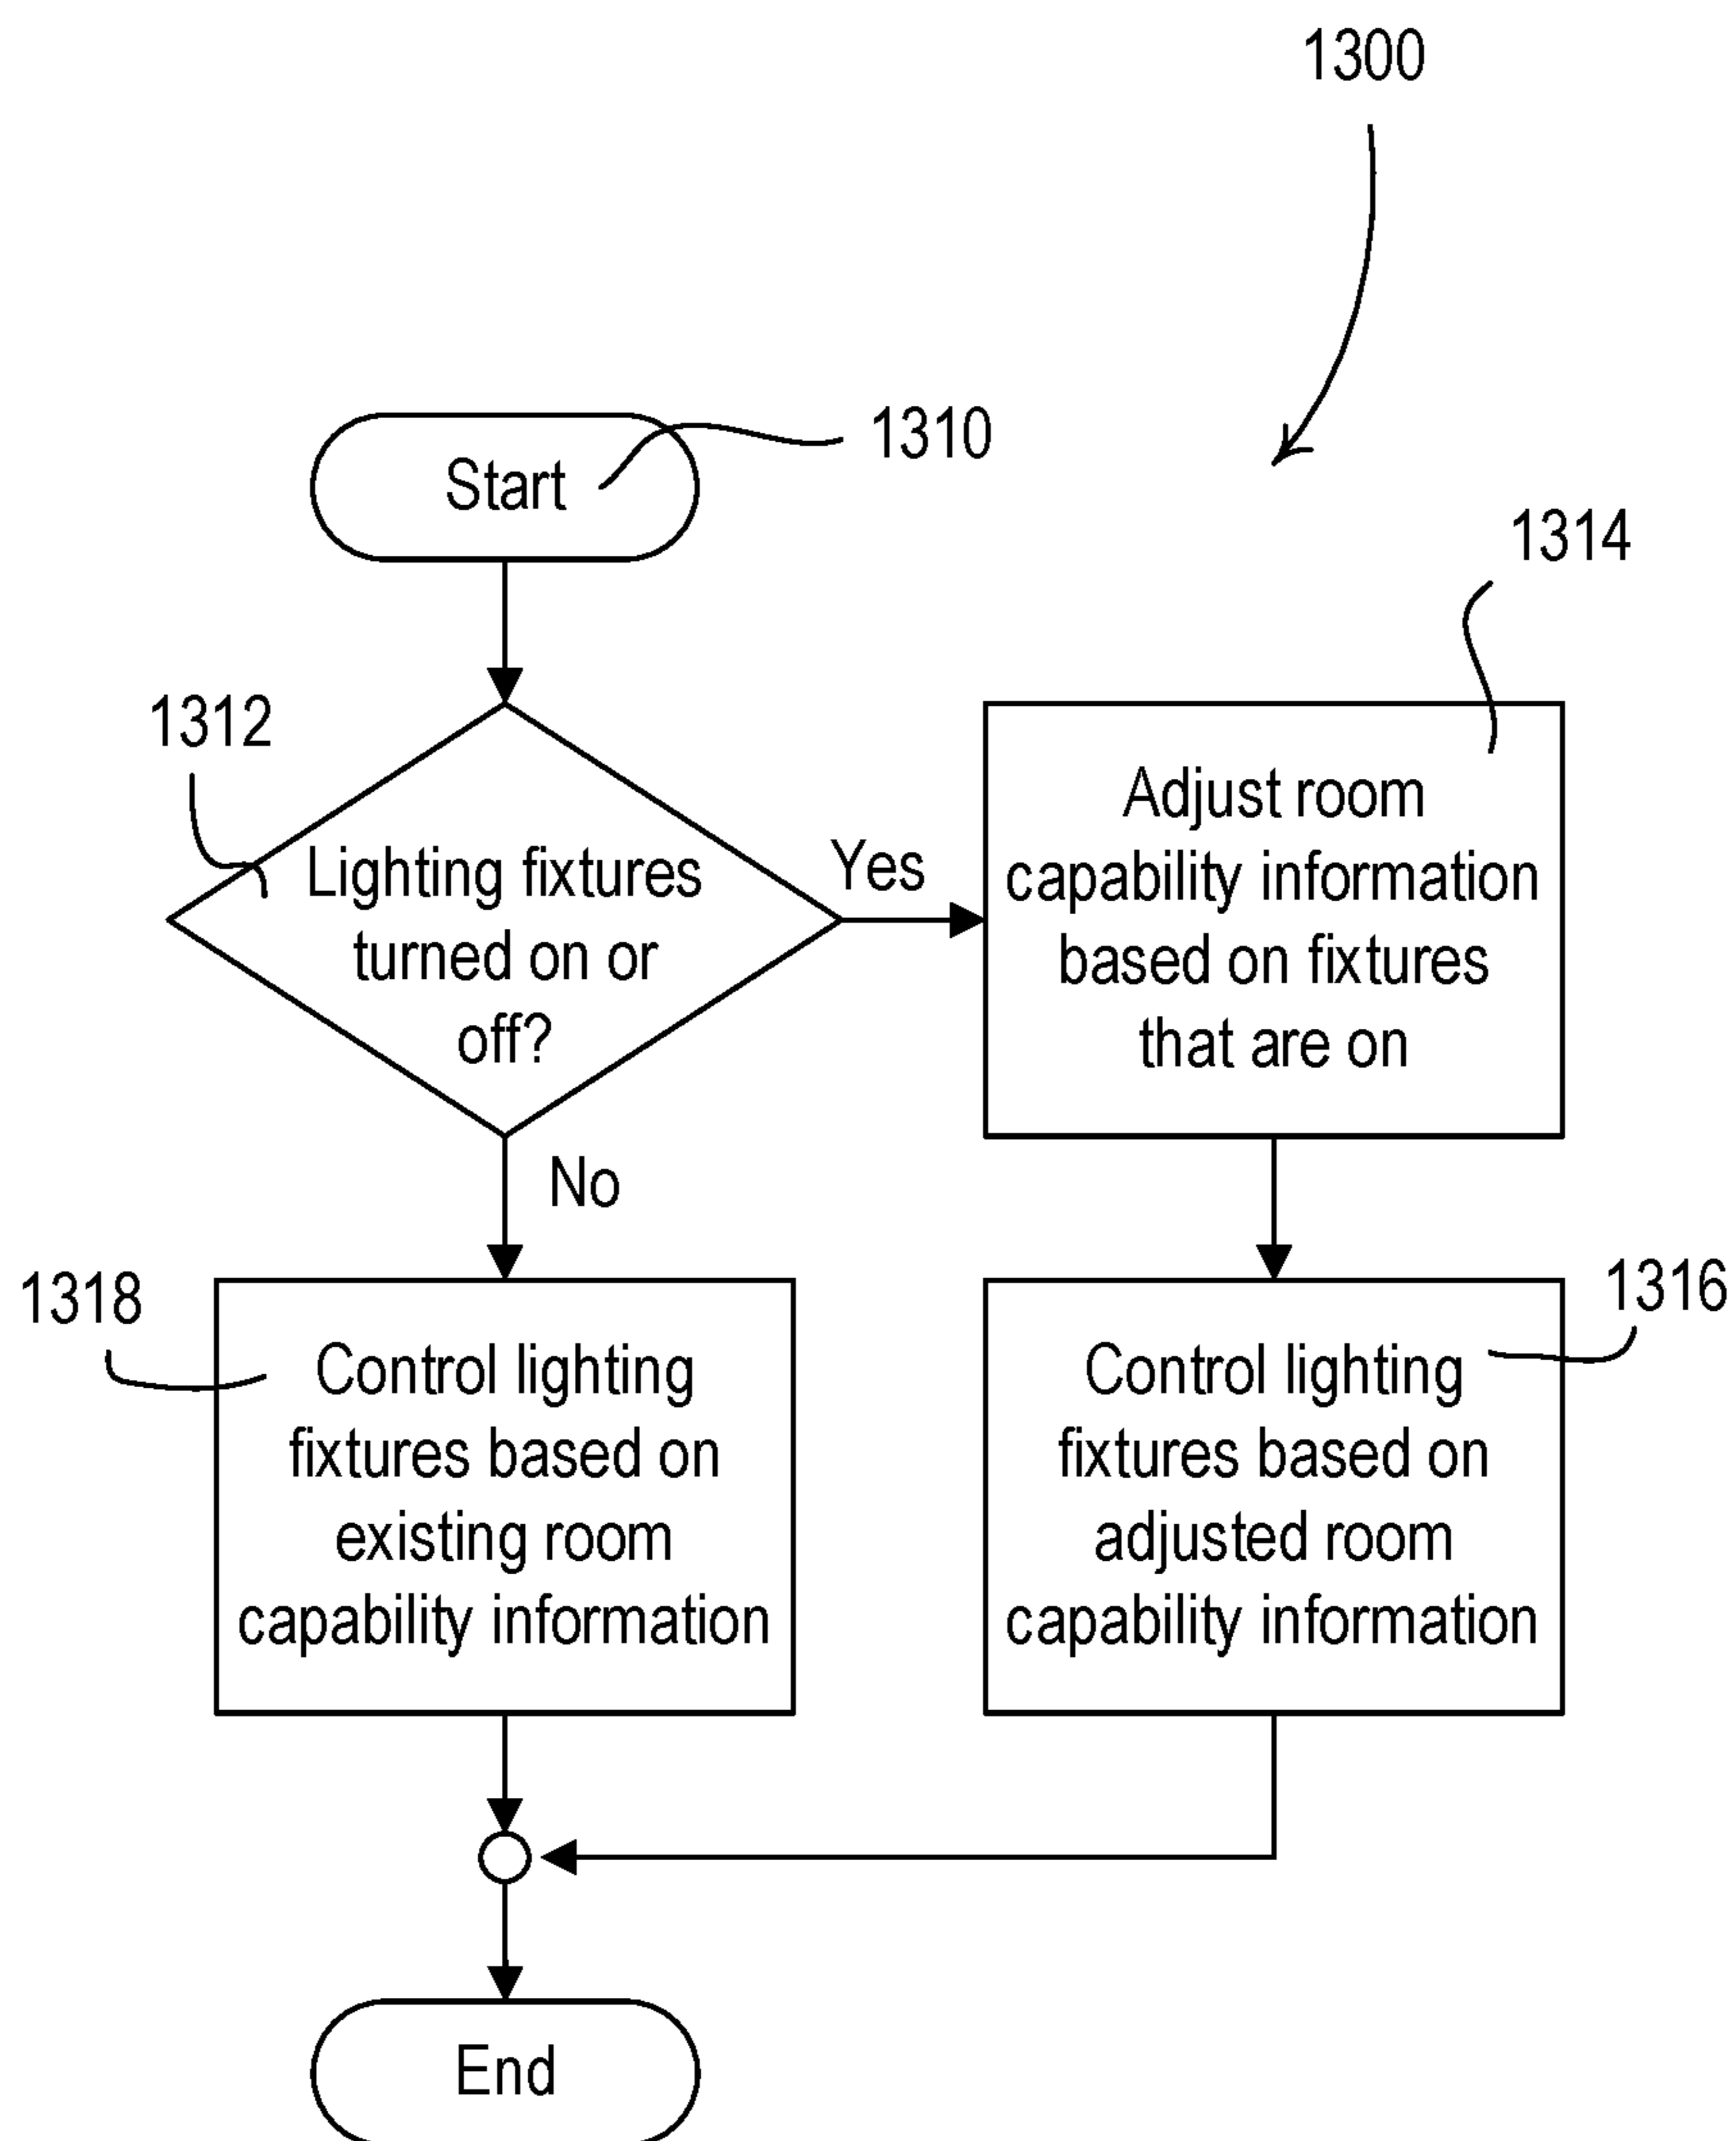 1300
1310
Start
1314
1312
Lighting fixtures
turned on or
off?
Yes
Adjust room
capability information
based on fixtures
that are on
No
1318
Control lighting
fixtures based on
existing room
capability information
1316
Control lighting
fixtures based on
adjusted room
capability information
End